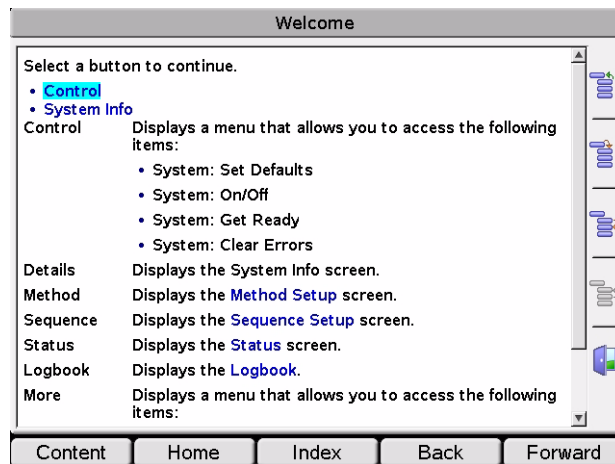 Welcome
Select a button to continue.
• Control
• System Info
Control Displays a menu that allows you to access the following
items:
• System: Set Defaults
• System: On/Off
• System: Get Ready
• System: Clear Errors
Details Displays the System Info screen.
Method Displays the Method Setup screen.
Sequence Displays the Sequence Setup screen.
Status Displays the Status screen.
Logbook Displays the Logbook.
More Displays a menu that allows you to access the following
items:
Content Home Index Back Forward